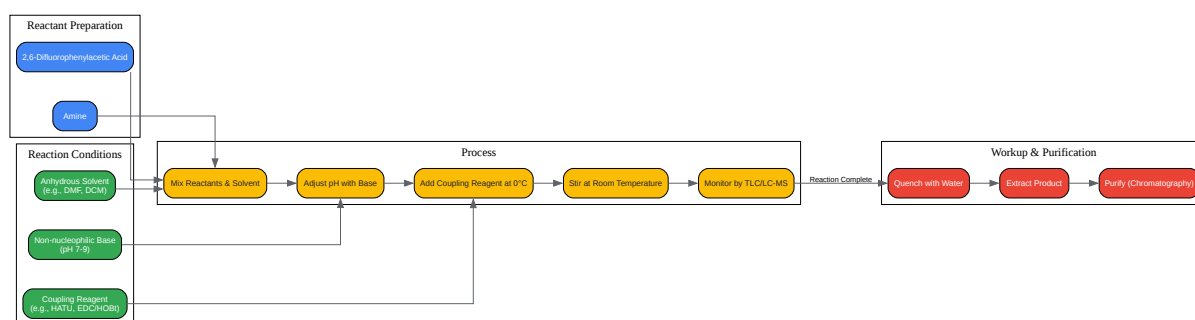 Reactant Preparation
2,6-Difluorophenylacetic Acid
Amine
Reaction Conditions
Anhydrous Solvent
(e.g., DMF, DCM)
Non-nucleophilic Base
(pH 7-9)
Coupling Reagent
(e.g., HATU, EDC/HOBt)
Process
Mix Reactants & Solvent
Adjust pH with Base
Add Coupling Reagent at 0°C
Stir at Room Temperature
Monitor by TLC/LC-MS
Reaction Complete
Workup & Purification
Quench with Water
Extract Product
Purify (Chromatography)